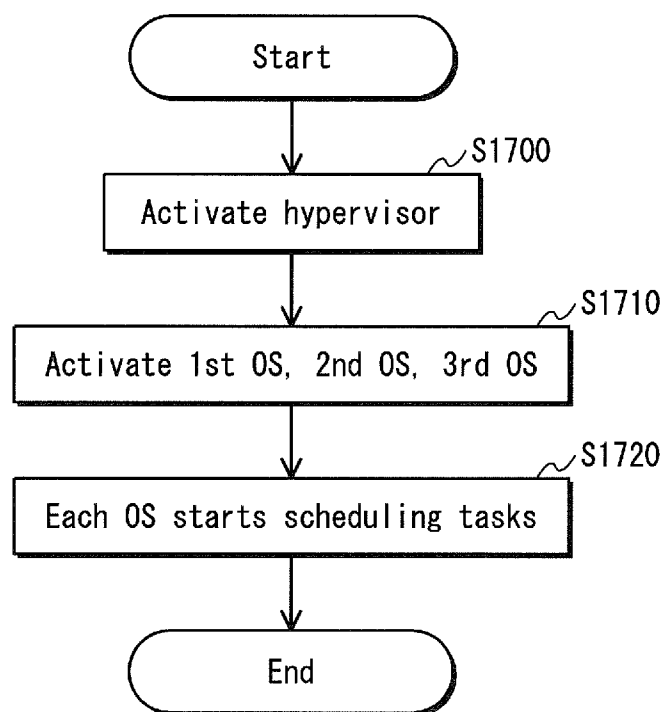 Start
S1700
Activate hypervisor
S1710
Activate 1st OS, 2nd OS, 3rd OS
S1720
Each OS starts scheduling tasks
End